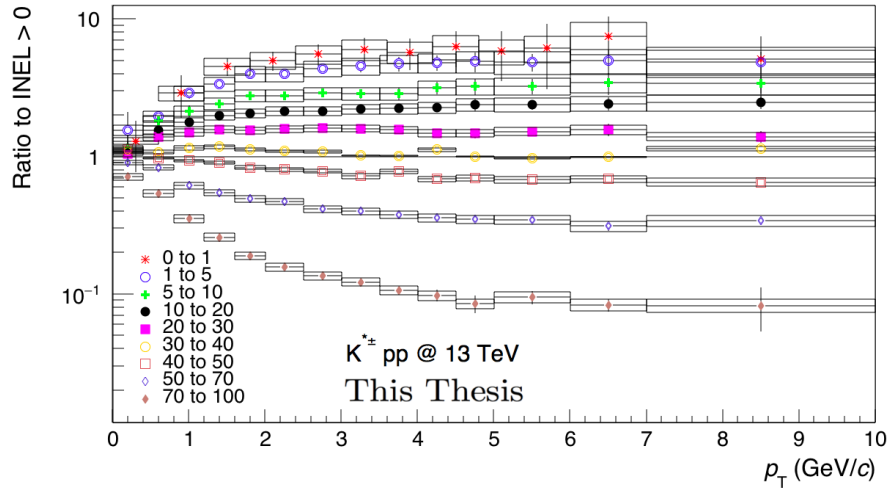 Ratio to INEL > 0
10
1
10⁻¹
0 to 1
1 to 5
5 to 10
10 to 20
20 to 30
30 to 40
40 to 50
50 to 70
70 to 100
K*± pp @ 13 TeV
This Thesis
0 1 2 3 4 5 6 7 8 9 10
p_T (GeV/c)